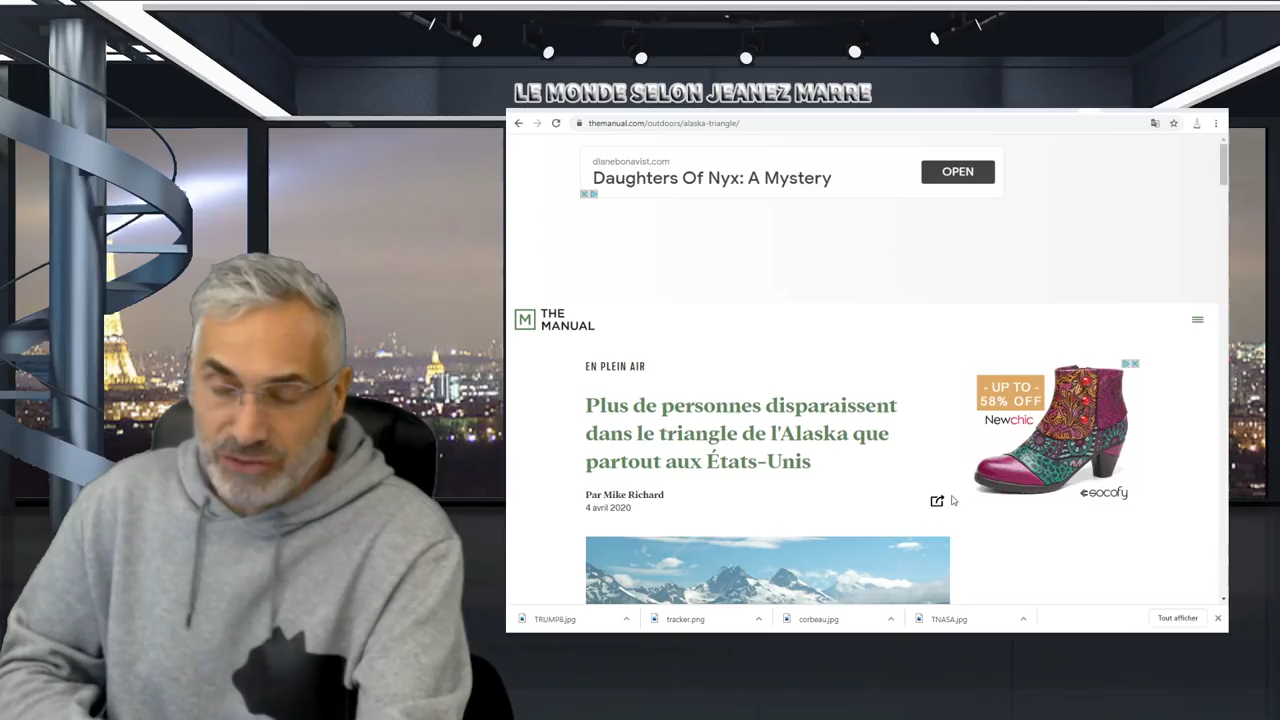 LE MONDE SELON JEANEZ MARRE
themanual.com/outdoors/alaska-triangle/
dlanebonavist.com
Daughters Of Nyx: A Mystery
OPEN
M THE
MANUAL
EN PLEIN AIR
Plus de personnes disparaissent
dans le triangle de l'Alaska que
partout aux États-Unis
Par Mike Richard
4 avril 2020
- UP TO -
58% OFF
Newchic
socofy
TRUMP8.jpg
tracker.png
corbeau.jpg
TNASA.jpg
Tout afficher